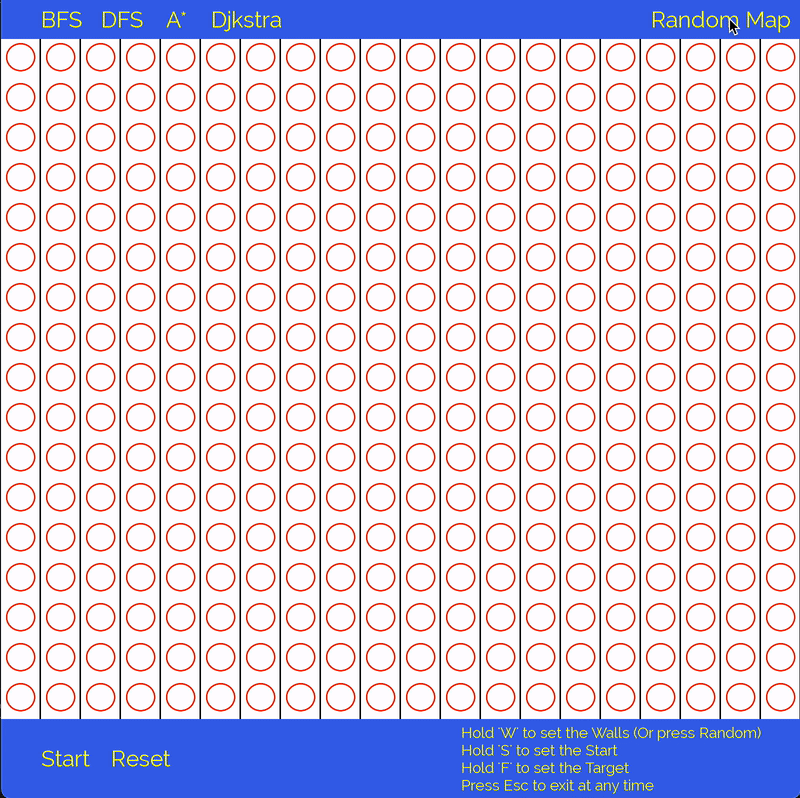 BFS DFS A* Djkstra Random Map
Hold 'W' to set the Walls (Or press Random)
Hold 'S' to set the Start
Start Reset
Hold 'F' to set the Target
Press Esc to exit at any time